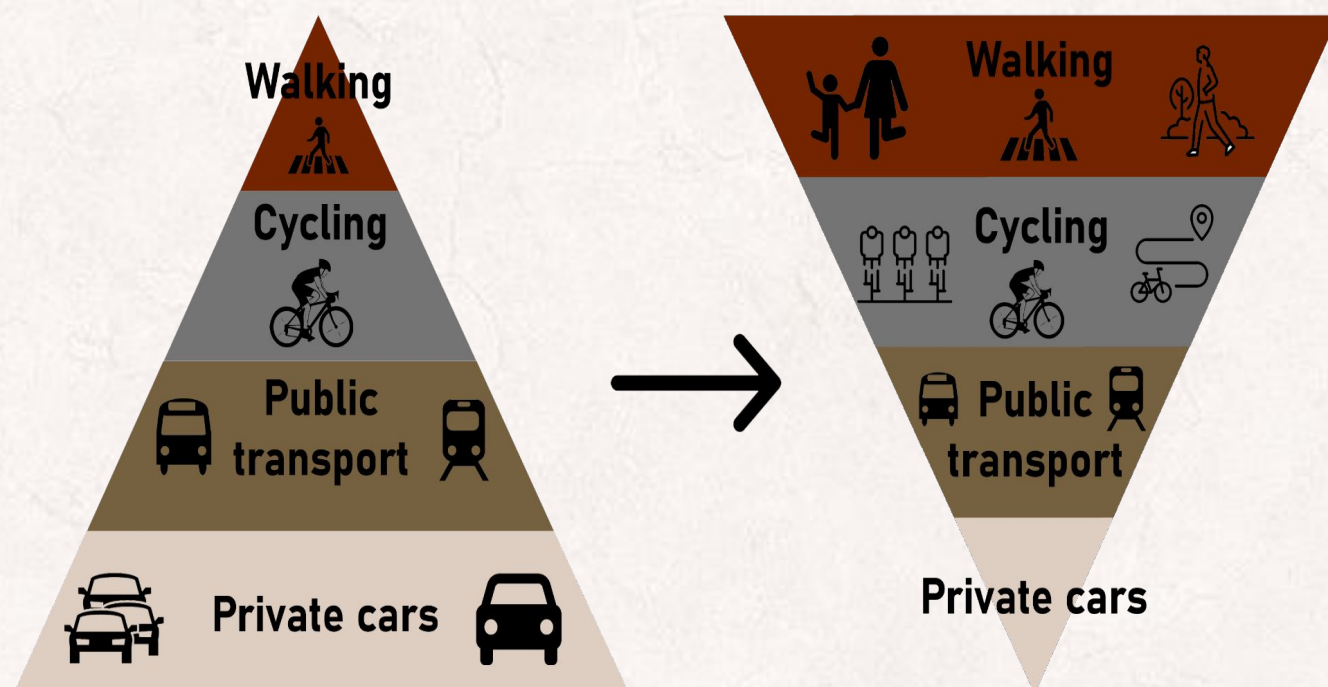 Walking
Cycling
Public
transport
Private cars
Walking
Cycling
Public
transport
Private cars